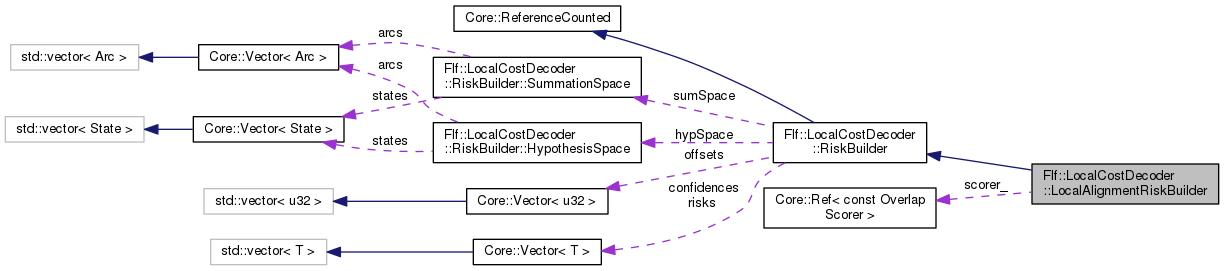 Core::ReferenceCounted
arcs
std::vector< Arc >
Core::Vector< Arc >
arcs
Flf::LocalCostDecoder
::RiskBuilder::SummationSpace
states
sumSpace
std::vector< State >
Core::Vector< State >
states
Flf::LocalCostDecoder
::RiskBuilder::HypothesisSpace
hypSpace
Flf::LocalCostDecoder
::RiskBuilder
offsets
Flf::LocalCostDecoder
::LocalAlignmentRiskBuilder
std::vector< u32 >
Core::Vector< u32 >
confidences
risks
Core::Ref< const Overlap
Scorer >
scorer_
std::vector< T >
Core::Vector< T >